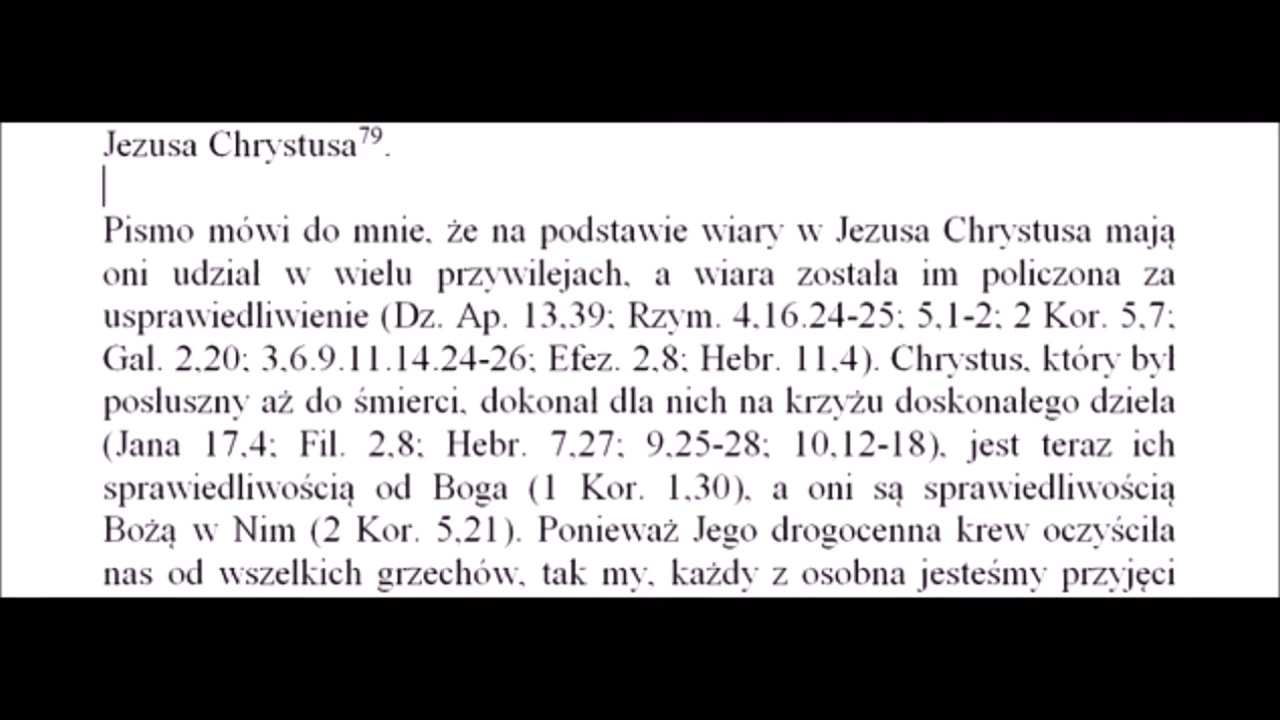 Jezusa Chrystusa⁷⁹.
Pismo mówi do mnie, że na podstawie wiary w Jezusa Chrystusa mają
oni udział w wielu przywilejach, a wiara została im policzona za
usprawiedliwienie (Dz. Ap. 13,39; Rzym. 4,16.24-25; 5,1-2; 2 Kor. 5,7;
Gal. 2,20; 3,6.9.11.14.24-26; Efez. 2,8; Hebr. 11,4). Chrystus, który był
posłuszny aż do śmierci, dokonał dla nich na krzyżu doskonałego dzieła
(Jana 17,4; Fil. 2,8; Hebr. 7,27; 9,25-28; 10,12-18), jest teraz ich
sprawiedliwością od Boga (1 Kor. 1,30), a oni są sprawiedliwością
Bożą w Nim (2 Kor. 5,21). Ponieważ Jego drogocenna krew oczyściła
nas od wszelkich grzechów, tak my, każdy z osobna jesteśmy przyjęci